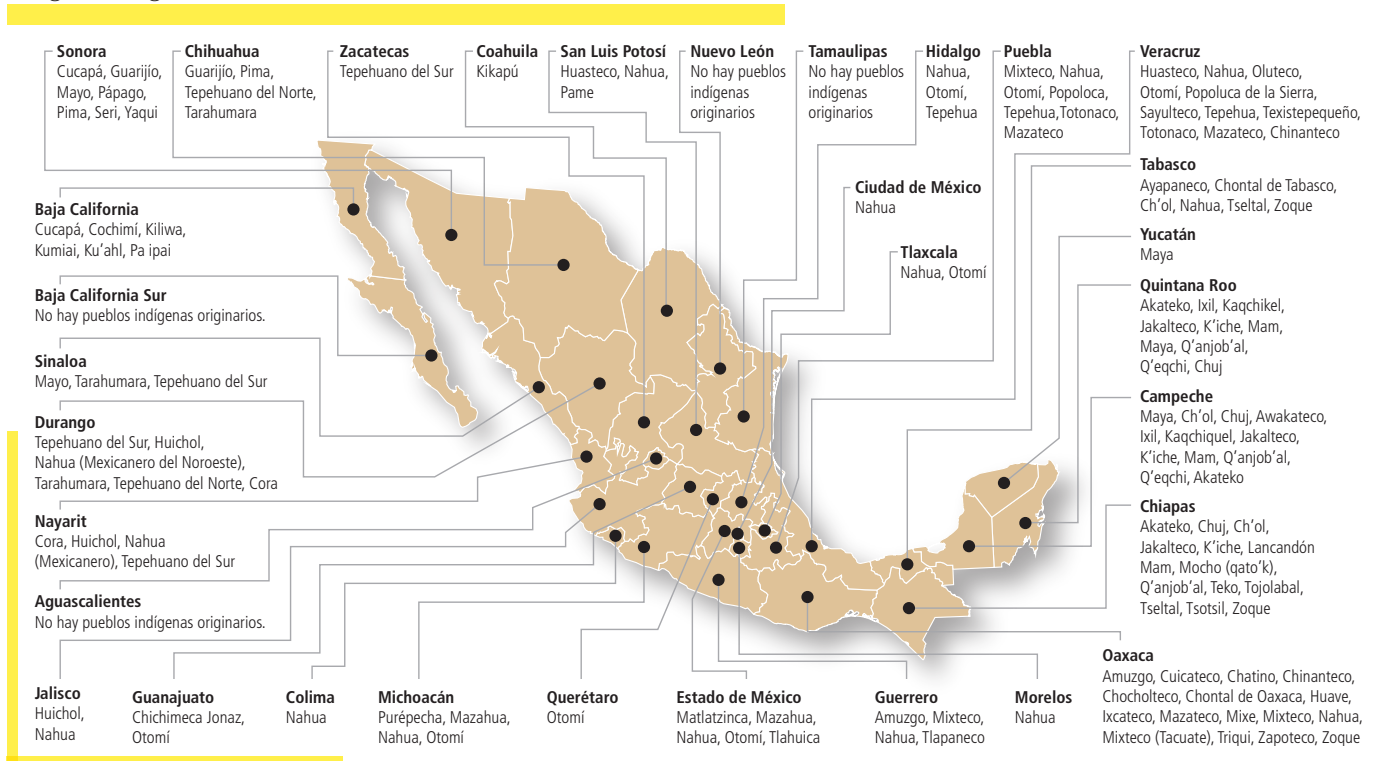 Sonora
Cucapá, Guarijío,
Mayo, Pápago,
Pima, Seri, Yaqui
Chihuahua
Guarijío, Pima,
Tepehuano del Norte,
Tarahumara
Zacatecas
Tepehuano del Sur
Coahuila
Kikapú
San Luis Potosí
Huasteco, Nahua,
Pame
Nuevo León
No hay pueblos
indígenas
originarios
Tamaulipas
No hay pueblos
indígenas
originarios
Hidalgo
Nahua,
Otomí,
Tepehua
Puebla
Mixteco, Nahua,
Otomí, Popoloca,
Tepehua,Totonaco,
Mazateco
Veracruz
Huasteco, Nahua, Oluteco,
Otomí, Popoluca de la Sierra,
Sayulteco, Tepehua, Texistepequeño,
Totonaco, Mazateco, Chinanteco
Tabasco
Ayapaneco, Chontal de Tabasco,
Ch’ol, Nahua, Tseltal, Zoque
Ciudad de México
Nahua
Tlaxcala
Nahua, Otomí
Yucatán
Maya
Quintana Roo
Akateko, Ixil, Kaqchikel,
Jakalteco, K’iche, Mam,
Maya, Q’anjob’al,
Q’eqchi, Chuj
Campeche
Maya, Ch’ol, Chuj, Awakateco,
Ixil, Kaqchiquel, Jakalteco,
K’iche, Mam, Q’anjob’al,
Q’eqchi, Akateko
Chiapas
Akateko, Chuj, Ch’ol,
Jakalteco, K’iche, Lancandón
Mam, Mocho (qato’k),
Q’anjob’al, Teko, Tojolabal,
Tseltal, Tsotsil, Zoque
Baja California
Cucapá, Cochimí, Kiliwa,
Kumiai, Ku’ahl, Pa ipai
Baja California Sur
No hay pueblos indígenas originarios.
Sinaloa
Mayo, Tarahumara, Tepehuano del Sur
Durango
Tepehuano del Sur, Huichol,
Nahua (Mexicanero del Noroeste),
Tarahumara, Tepehuano del Norte, Cora
Nayarit
Cora, Huichol, Nahua
(Mexicanero), Tepehuano del Sur
Aguascalientes
No hay pueblos indígenas originarios.
Jalisco
Huichol,
Nahua
Guanajuato
Chichimeca Jonaz,
Otomí
Colima
Nahua
Michoacán
Purépecha, Mazahua,
Nahua, Otomí
Querétaro
Otomí
Estado de México
Matlatzinca, Mazahua,
Nahua, Otomí, Tlahuica
Guerrero
Amuzgo, Mixteco,
Nahua, Tlapaneco
Morelos
Nahua
Oaxaca
Amuzgo, Cuicateco, Chatino, Chinanteco,
Chocholteco, Chontal de Oaxaca, Huave,
Ixcateco, Mazateco, Mixe, Mixteco, Nahua,
Mixteco (Tacuate), Triqui, Zapoteco, Zoque